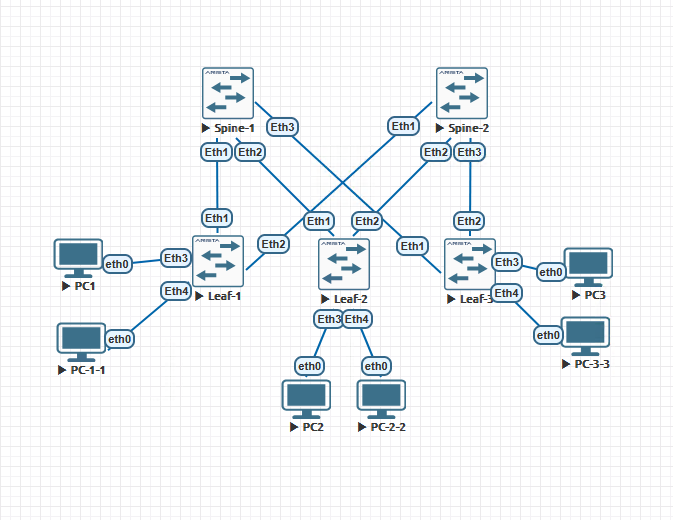 ARISTA
ARISTA
Spine-1
Spine-2
Eth3
Eth1
Eth1
Eth2
Eth2
Eth3
Eth1
Eth1
Eth2
Eth2
ARISTA
ARISTA
ARISTA
Eth2
Eth1
eth0
Eth3
Eth3
eth0
PC1
Eth4
Leaf-1
Leaf-2
Leaf-3
Eth4
PC3
Eth3
Eth4
eth0
eth0
PC-1-1
eth0
eth0
PC-3-3
PC2
PC-2-2